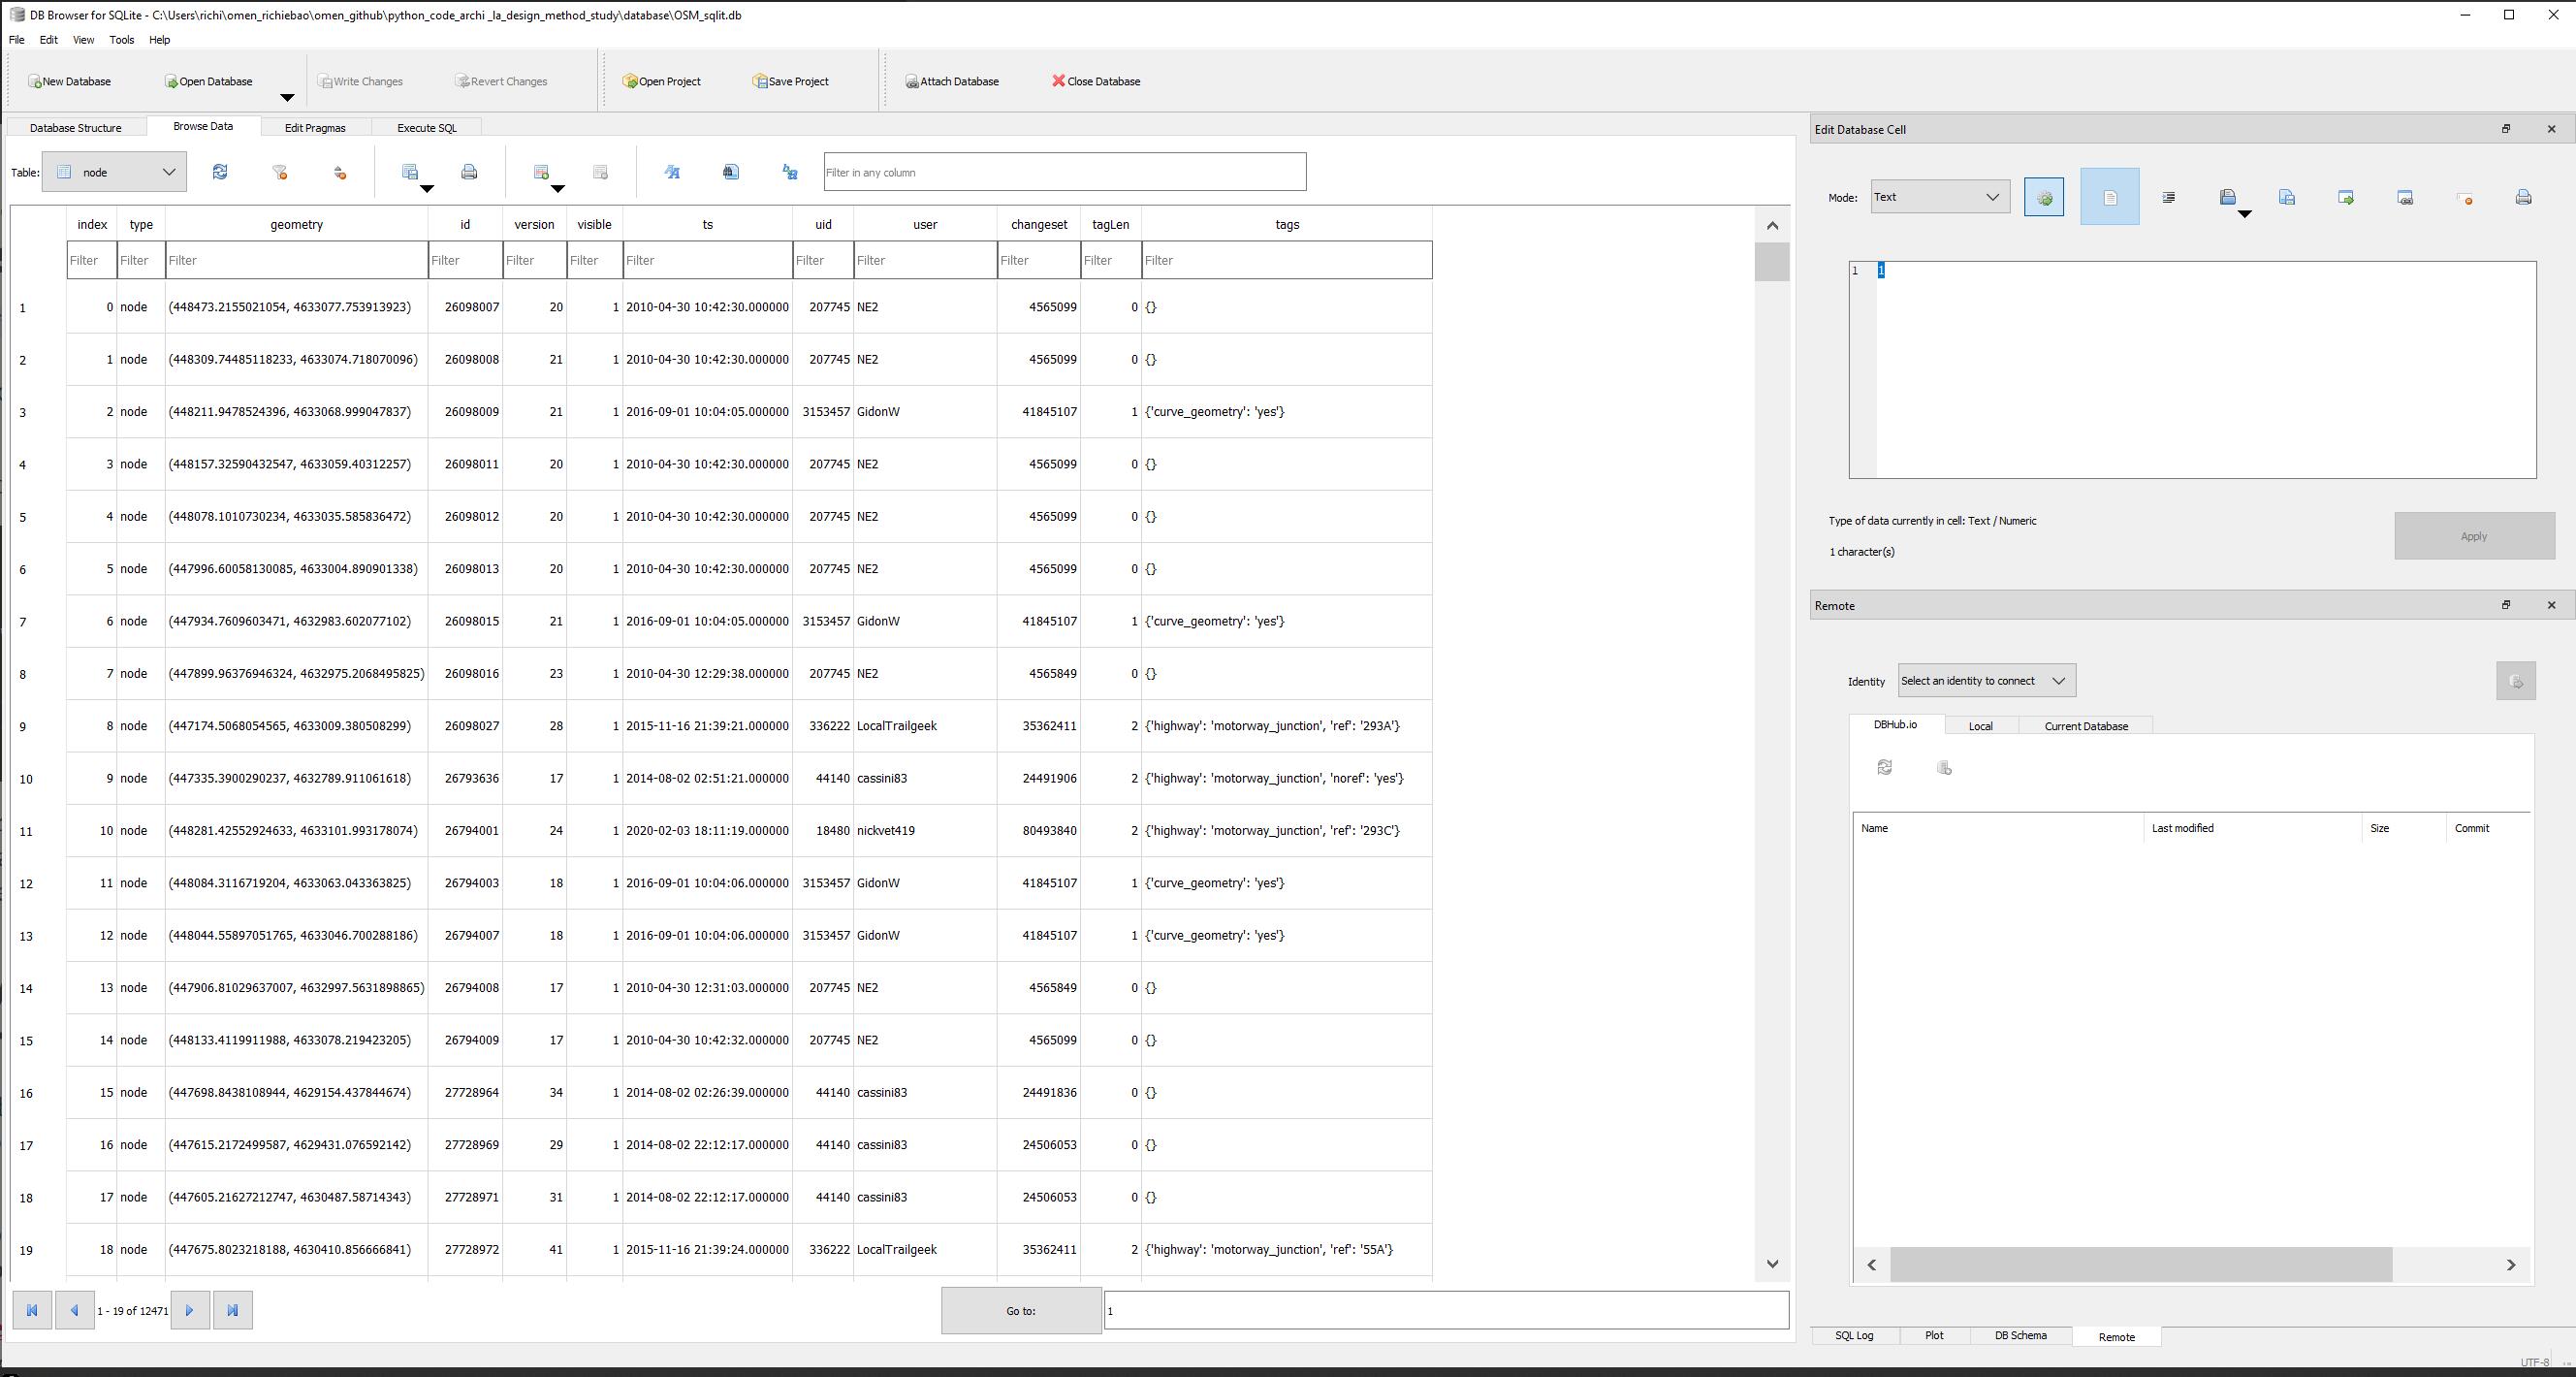 DB Browser for SQLite - C:\Users\richi\omen_richiebao\omen_github\python_code_archi _la_design_method_study\database\OSM_sqlit.db
File Edit View Tools Help
New Database Open Database Write Changes Revert Changes Open Project Save Project Attach Database Close Database
Database Structure Browse Data Edit Pragmas Execute SQL
Table: node Filter in any column
index type geometry id version visible ts uid user changeset tagLen tags
Filter Filter Filter Filter Filter Filter Filter Filter Filter Filter Filter Filter
1 0 node (448473.2155021054, 4633077.753913923) 26098007 20 1 2010-04-30 10:42:30.000000 207745 NE2 4565099 0 {}
2 1 node (448309.74485118233, 4633074.718070096) 26098008 21 1 2010-04-30 10:42:30.000000 207745 NE2 4565099 0 {}
3 2 node (448211.9478524396, 4633068.999047837) 26098009 21 1 2016-09-01 10:04:05.000000 3153457 GidonW 41845107 1 {'curve_geometry': 'yes'}
4 3 node (448157.32590432547, 4633059.40312257) 26098011 20 1 2010-04-30 10:42:30.000000 207745 NE2 4565099 0 {}
5 4 node (448078.1010730234, 4633035.585836472) 26098012 20 1 2010-04-30 10:42:30.000000 207745 NE2 4565099 0 {}
6 5 node (447996.60058130085, 4633004.890901338) 26098013 20 1 2010-04-30 10:42:30.000000 207745 NE2 4565099 0 {}
7 6 node (447934.7609603471, 4632983.602077102) 26098015 21 1 2016-09-01 10:04:05.000000 3153457 GidonW 41845107 1 {'curve_geometry': 'yes'}
8 7 node (447899.96376946324, 4632975.2068495825) 26098016 23 1 2010-04-30 12:29:38.000000 207745 NE2 4565849 0 {}
9 8 node (447174.5068054565, 4633009.380508299) 26098027 28 1 2015-11-16 21:39:21.000000 336222 LocalTrailgeek 35362411 2 {'highway': 'motorway_junction', 'ref': '293A'}
10 9 node (447335.3900290237, 4632789.911061618) 26793636 17 1 2014-08-02 02:51:21.000000 44140 cassini83 24491906 2 {'highway': 'motorway_junction', 'noref': 'yes'}
11 10 node (448281.42552924633, 4633101.993178074) 26794001 24 1 2020-02-03 18:11:19.000000 18480 nickvet419 80493840 2 {'highway': 'motorway_junction', 'ref': '293C'}
12 11 node (448084.3116719204, 4633063.043363825) 26794003 18 1 2016-09-01 10:04:06.000000 3153457 GidonW 41845107 1 {'curve_geometry': 'yes'}
13 12 node (448044.55897051765, 4633046.700288186) 26794007 18 1 2016-09-01 10:04:06.000000 3153457 GidonW 41845107 1 {'curve_geometry': 'yes'}
14 13 node (447906.81029637007, 4632997.5631898865) 26794008 17 1 2010-04-30 12:31:03.000000 207745 NE2 4565849 0 {}
15 14 node (448133.4119911988, 4633078.219423205) 26794009 17 1 2010-04-30 10:42:32.000000 207745 NE2 4565099 0 {}
16 15 node (447698.8438108944, 4629154.437844674) 27728964 34 1 2014-08-02 02:26:39.000000 44140 cassini83 24491836 0 {}
17 16 node (447615.2172499587, 4629431.076592142) 27728969 29 1 2014-08-02 22:12:17.000000 44140 cassini83 24506053 0 {}
18 17 node (447605.21627212747, 4630487.58714343) 27728971 31 1 2014-08-02 22:12:17.000000 44140 cassini83 24506053 0 {}
19 18 node (447675.8023218188, 4630410.856666841) 27728972 41 1 2015-11-16 21:39:24.000000 336222 LocalTrailgeek 35362411 2 {'highway': 'motorway_junction', 'ref': '55A'}
1 - 19 of 12471 Go to: 1
Edit Database Cell
Mode: Text
1 1
Type of data currently in cell: Text / Numeric
1 character(s)
Apply
Remote
Identity Select an identity to connect
DBHub.io Local Current Database
Name Last modified Size Commit
SQL Log Plot DB Schema Remote
UTF-8